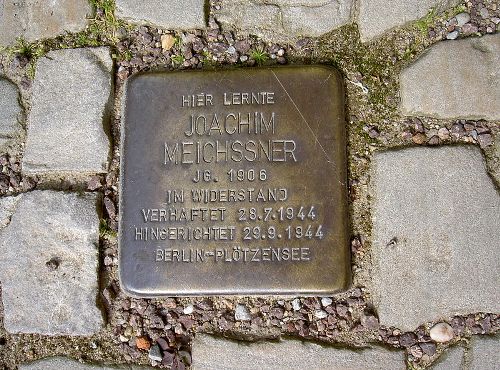 HIER LERNTE
JOACHIM
MEICHSSNER
JG. 1906
IM WIDERSTAND
VERHAFTET 28.7.1944
HINGERICHTET 29.9.1944
BERLIN-PLÖTZENSEE